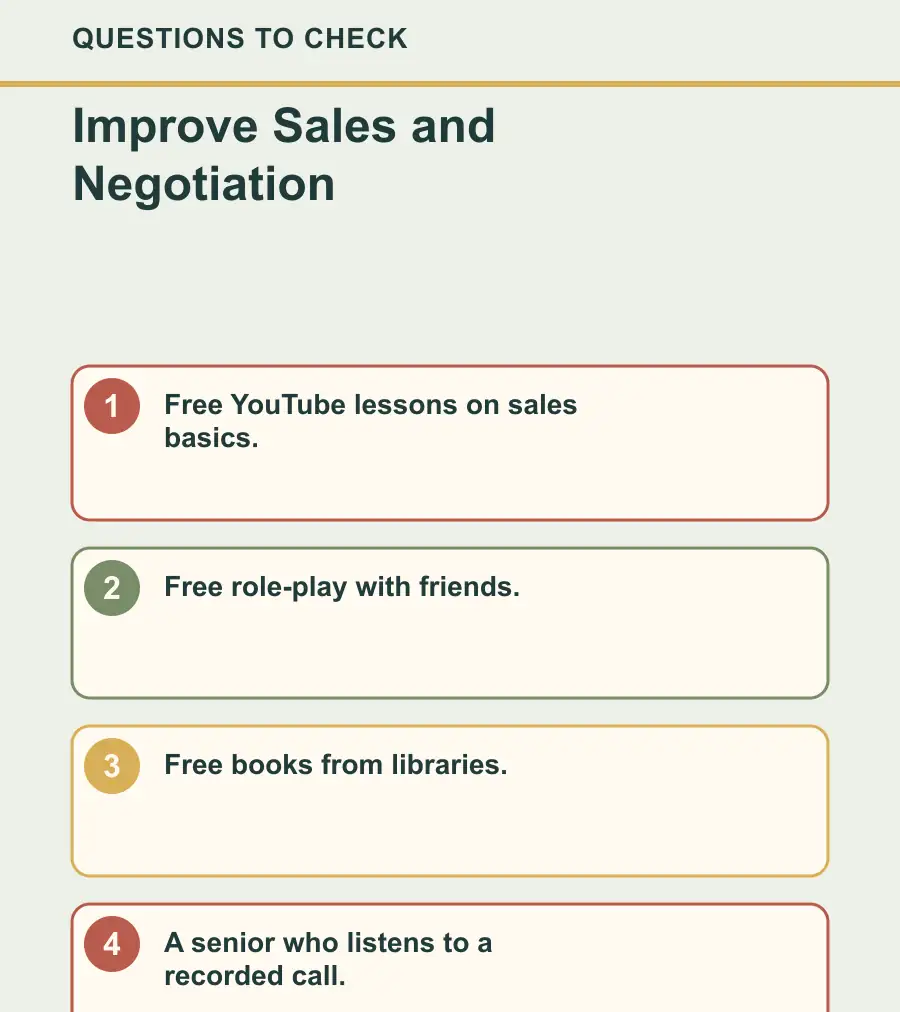 QUESTIONS TO CHECK
Improve Sales and
Negotiation
1
Free YouTube lessons on sales
basics.
2
Free role-play with friends.
3
Free books from libraries.
4
A senior who listens to a
recorded call.